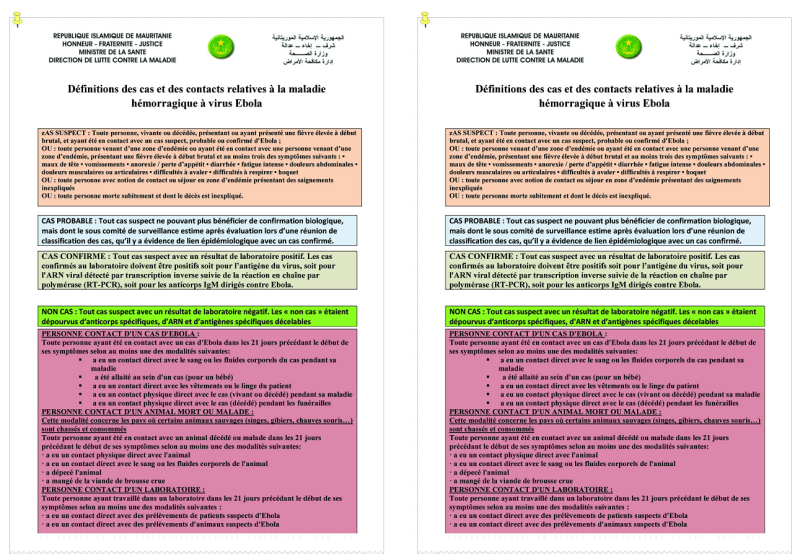 REPUBLIQUE ISLAMIQUE DE MAURITANIE
HONNEUR - FRATERNITE - JUSTICE
MINISTRE DE LA SANTE
DIRECTION DE LUTTE CONTRE LA MALADIE
الجمهورية الإسلامية الموريتانية
شرف – إخاء – عدالة
وزارة الصــــحة
إدارة مكافحة الأمراض
Définitions des cas et des contacts relatives à la maladie
hémorragique à virus Ebola
zAS SUSPECT : Toute personne, vivante ou décédée, présentant ou ayant présenté une fièvre élevée à début
brutal, et ayant été en contact avec un cas suspect, probable ou confirmé d'Ebola ;
OU : toute personne venant d'une zone d'endémie ou ayant été en contact avec une personne venant d'une
zone d'endémie, présentant une fièvre élevée à début brutal et au moins trois des symptômes suivants : •
maux de tête • vomissements • anorexie / perte d'appétit • diarrhée • fatigue intense • douleurs abdominales •
douleurs musculaires ou articulaires • difficultés à avaler • difficultés à respirer • hoquet
OU : toute personne avec notion de contact ou séjour en zone d'endémie présentant des saignements
inexpliqués
OU : toute personne morte subitement et dont le décès est inexpliqué.
CAS PROBABLE : Tout cas suspect ne pouvant plus bénéficier de confirmation biologique,
mais dont le sous comité de surveillance estime après évaluation lors d'une réunion de
classification des cas, qu'il y a évidence de lien épidémiologique avec un cas confirmé.
CAS CONFIRME : Tout cas suspect avec un résultat de laboratoire positif. Les cas
confirmés au laboratoire doivent être positifs soit pour l'antigène du virus, soit pour
l'ARN viral détecté par transcription inverse suivie de la réaction en chaîne par
polymérase (RT-PCR), soit pour les anticorps IgM dirigés contre Ebola.
NON CAS : Tout cas suspect avec un résultat de laboratoire négatif. Les « non cas » étaient
dépourvus d'anticorps spécifiques, d'ARN et d'antigènes spécifiques décelables
PERSONNE CONTACT D'UN CAS D'EBOLA :
Toute personne ayant été en contact avec un cas d'Ebola dans les 21 jours précédant le début de
ses symptômes selon au moins une des modalités suivantes:
▪ a eu un contact direct avec le sang ou les fluides corporels du cas pendant sa
maladie
▪ a été allaité au sein d'un cas (pour un bébé)
▪ a eu un contact direct avec les vêtements ou le linge du patient
▪ a eu un contact physique direct avec le cas (vivant ou décédé) pendant sa maladie
▪ a eu un contact physique direct avec le cas (décédé) pendant les funérailles
PERSONNE CONTACT D'UN ANIMAL MORT OU MALADE :
Cette modalité concerne les pays où certains animaux sauvages (singes, gibiers, chauves souris…)
sont chassés et consommés
Toute personne ayant été en contact avec un animal décédé ou malade dans les 21 jours
précédant le début de ses symptômes selon au moins une des modalités suivantes:
· a eu un contact physique direct avec l'animal
· a eu un contact direct avec le sang ou les fluides corporels de l'animal
· a dépecé l'animal
· a mangé de la viande de brousse crue
PERSONNE CONTACT D'UN LABORATOIRE :
Toute personne ayant travaillé dans un laboratoire dans les 21 jours précédant le début de ses
symptômes selon au moins une des modalités suivantes :
· a eu un contact direct avec des prélèvements de patients suspects d'Ebola
· a eu un contact direct avec des prélèvements d'animaux suspects d'Ebola
REPUBLIQUE ISLAMIQUE DE MAURITANIE
HONNEUR - FRATERNITE - JUSTICE
MINISTRE DE LA SANTE
DIRECTION DE LUTTE CONTRE LA MALADIE
الجمهورية الإسلامية الموريتانية
شرف – إخاء – عدالة
وزارة الصــــحة
إدارة مكافحة الأمراض
Définitions des cas et des contacts relatives à la maladie
hémorragique à virus Ebola
zAS SUSPECT : Toute personne, vivante ou décédée, présentant ou ayant présenté une fièvre élevée à début
brutal, et ayant été en contact avec un cas suspect, probable ou confirmé d'Ebola ;
OU : toute personne venant d'une zone d'endémie ou ayant été en contact avec une personne venant d'une
zone d'endémie, présentant une fièvre élevée à début brutal et au moins trois des symptômes suivants : •
maux de tête • vomissements • anorexie / perte d'appétit • diarrhée • fatigue intense • douleurs abdominales •
douleurs musculaires ou articulaires • difficultés à avaler • difficultés à respirer • hoquet
OU : toute personne avec notion de contact ou séjour en zone d'endémie présentant des saignements
inexpliqués
OU : toute personne morte subitement et dont le décès est inexpliqué.
CAS PROBABLE : Tout cas suspect ne pouvant plus bénéficier de confirmation biologique,
mais dont le sous comité de surveillance estime après évaluation lors d'une réunion de
classification des cas, qu'il y a évidence de lien épidémiologique avec un cas confirmé.
CAS CONFIRME : Tout cas suspect avec un résultat de laboratoire positif. Les cas
confirmés au laboratoire doivent être positifs soit pour l'antigène du virus, soit pour
l'ARN viral détecté par transcription inverse suivie de la réaction en chaîne par
polymérase (RT-PCR), soit pour les anticorps IgM dirigés contre Ebola.
NON CAS : Tout cas suspect avec un résultat de laboratoire négatif. Les « non cas » étaient
dépourvus d'anticorps spécifiques, d'ARN et d'antigènes spécifiques décelables
PERSONNE CONTACT D'UN CAS D'EBOLA :
Toute personne ayant été en contact avec un cas d'Ebola dans les 21 jours précédant le début de
ses symptômes selon au moins une des modalités suivantes:
▪ a eu un contact direct avec le sang ou les fluides corporels du cas pendant sa
maladie
▪ a été allaité au sein d'un cas (pour un bébé)
▪ a eu un contact direct avec les vêtements ou le linge du patient
▪ a eu un contact physique direct avec le cas (vivant ou décédé) pendant sa maladie
▪ a eu un contact physique direct avec le cas (décédé) pendant les funérailles
PERSONNE CONTACT D'UN ANIMAL MORT OU MALADE :
Cette modalité concerne les pays où certains animaux sauvages (singes, gibiers, chauves souris…)
sont chassés et consommés
Toute personne ayant été en contact avec un animal décédé ou malade dans les 21 jours
précédant le début de ses symptômes selon au moins une des modalités suivantes:
· a eu un contact physique direct avec l'animal
· a eu un contact direct avec le sang ou les fluides corporels de l'animal
· a dépecé l'animal
· a mangé de la viande de brousse crue
PERSONNE CONTACT D'UN LABORATOIRE :
Toute personne ayant travaillé dans un laboratoire dans les 21 jours précédant le début de ses
symptômes selon au moins une des modalités suivantes :
· a eu un contact direct avec des prélèvements de patients suspects d'Ebola
· a eu un contact direct avec des prélèvements d'animaux suspects d'Ebola